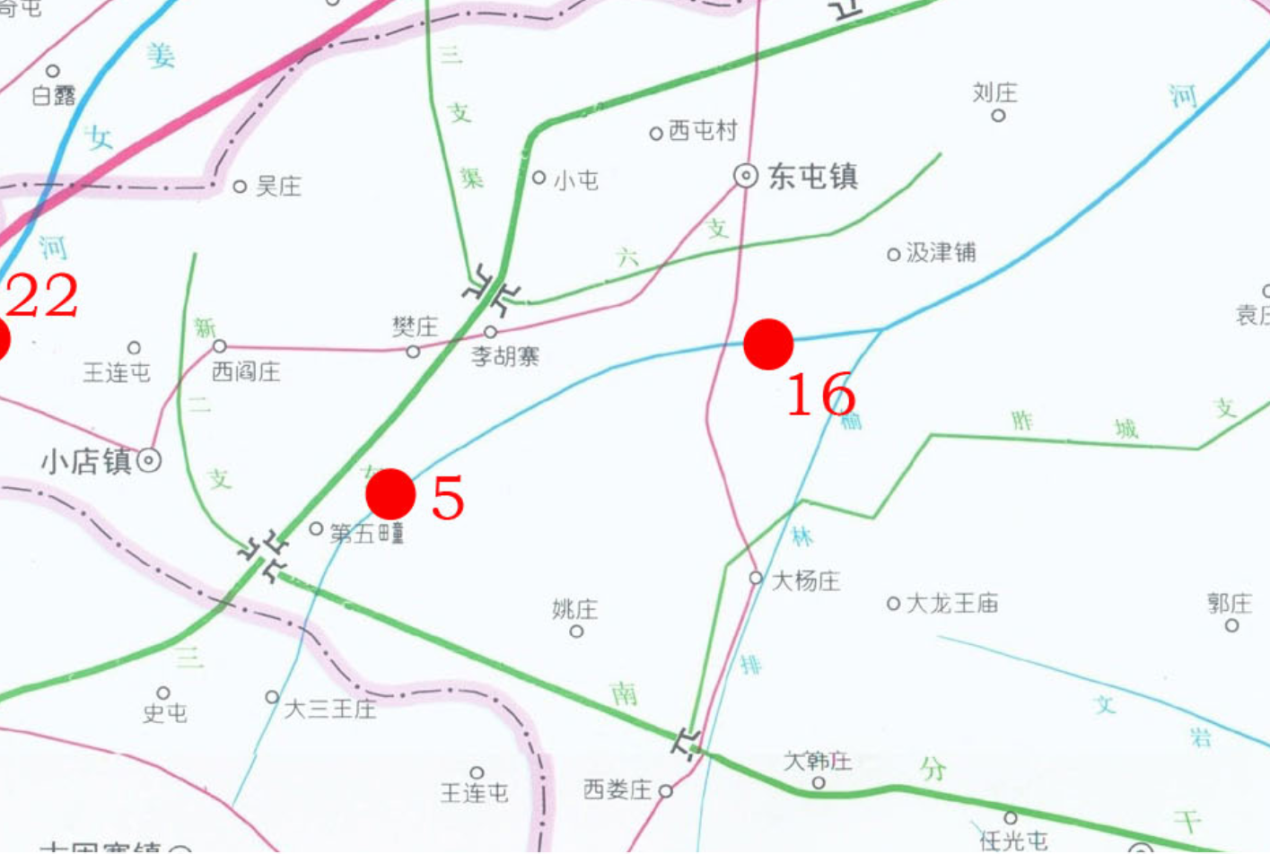 姜
女
河
白露
三
支
渠
刘庄
河
西屯村
小屯
吴庄
东屯镇
支
六
汲津铺
22
新
樊庄
李胡寨
王连屯
西阎庄
二
支
小店镇
16
榆
胙
城
支
5
第五疃
林
大杨庄
大龙王庙
姚庄
郭庄
三
排
南
史屯
大三王庄
文
岩
王连屯
西娄庄
大韩庄
分
干
任光屯